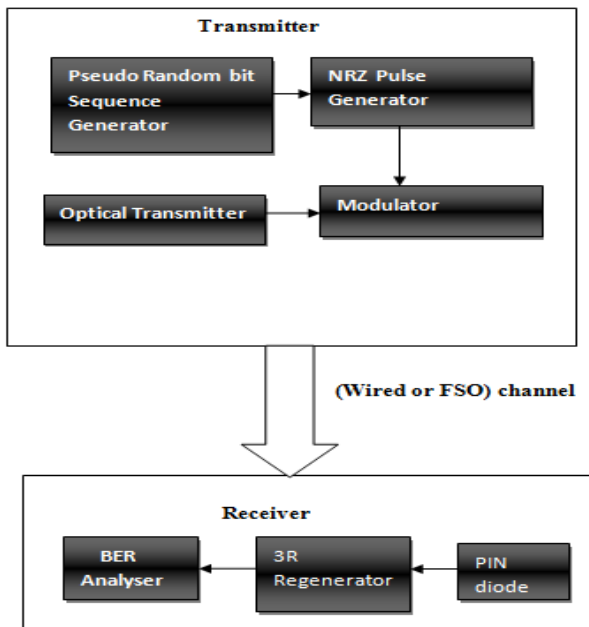 Transmitter
Pseudo Random bit
Sequence
Generator
NRZ Pulse
Generator
Optical Transmitter
Modulator
(Wired or FSO) channel
Receiver
BER
Analyser
3R
Regenerator
PIN
diode